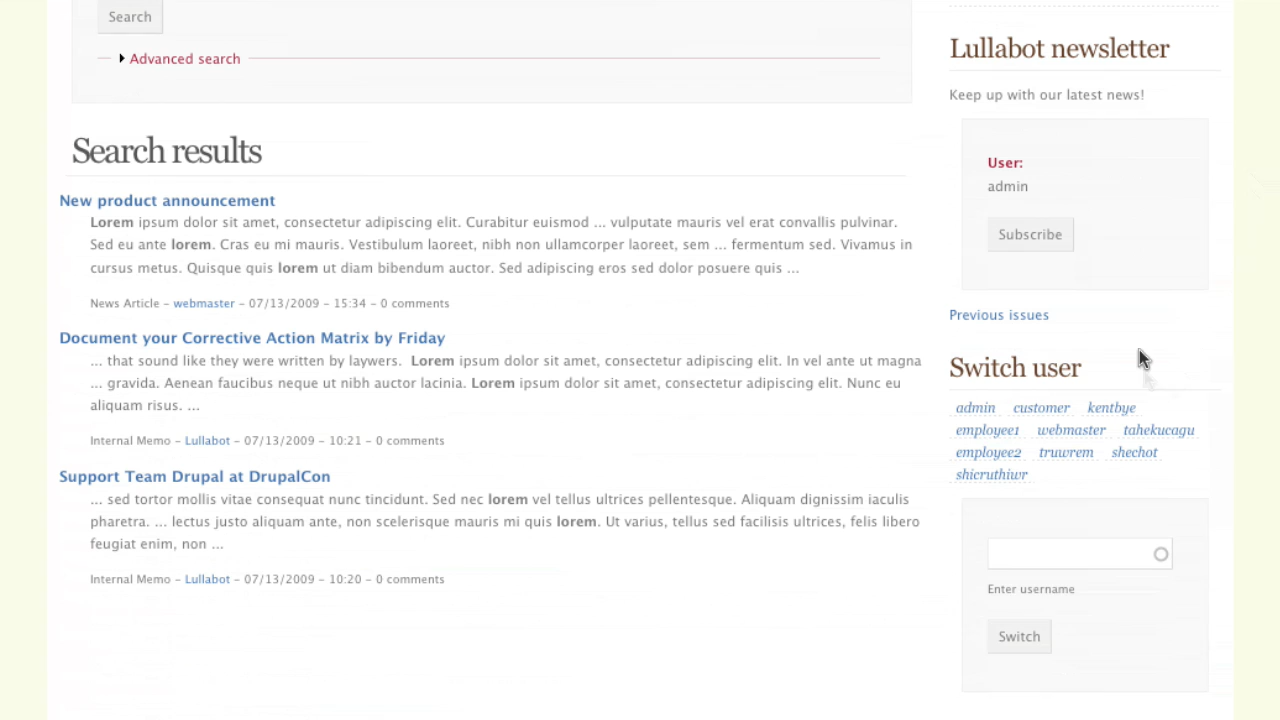 Search
Advanced search
Search results
New product announcement
Lorem ipsum dolor sit amet, consectetur adipiscing elit. Curabitur euismod ... vulputate mauris vel erat convallis pulvinar.
Sed eu ante lorem. Cras eu mi mauris. Vestibulum laoreet, nibh non ullamcorper laoreet, sem ... fermentum sed. Vivamus in
cursus metus. Quisque quis lorem ut diam bibendum auctor. Sed adipiscing eros sed dolor posuere quis ...
News Article – webmaster – 07/13/2009 – 15:34 – 0 comments
Document your Corrective Action Matrix by Friday
... that sound like they were written by laywers. Lorem ipsum dolor sit amet, consectetur adipiscing elit. In vel ante ut magna
... gravida. Aenean faucibus neque ut nibh auctor lacinia. Lorem ipsum dolor sit amet, consectetur adipiscing elit. Nunc eu
aliquam risus. ...
Internal Memo – Lullabot – 07/13/2009 – 10:21 – 0 comments
Support Team Drupal at DrupalCon
... sed tortor mollis vitae consequat nunc tincidunt. Sed nec lorem vel tellus ultrices pellentesque. Aliquam dignissim iaculis
pharetra. ... lectus justo aliquam ante, non scelerisque mauris mi quis lorem. Ut varius, tellus sed facilisis ultrices, felis libero
feugiat enim, non ...
Internal Memo – Lullabot – 07/13/2009 – 10:20 – 0 comments
Lullabot newsletter
Keep up with our latest news!
User:
admin
Subscribe
Previous issues
Switch user
admin customer kentbye
employee1 webmaster tahekucagu
employee2 truwrem shechot
shicruthiwr
Enter username
Switch